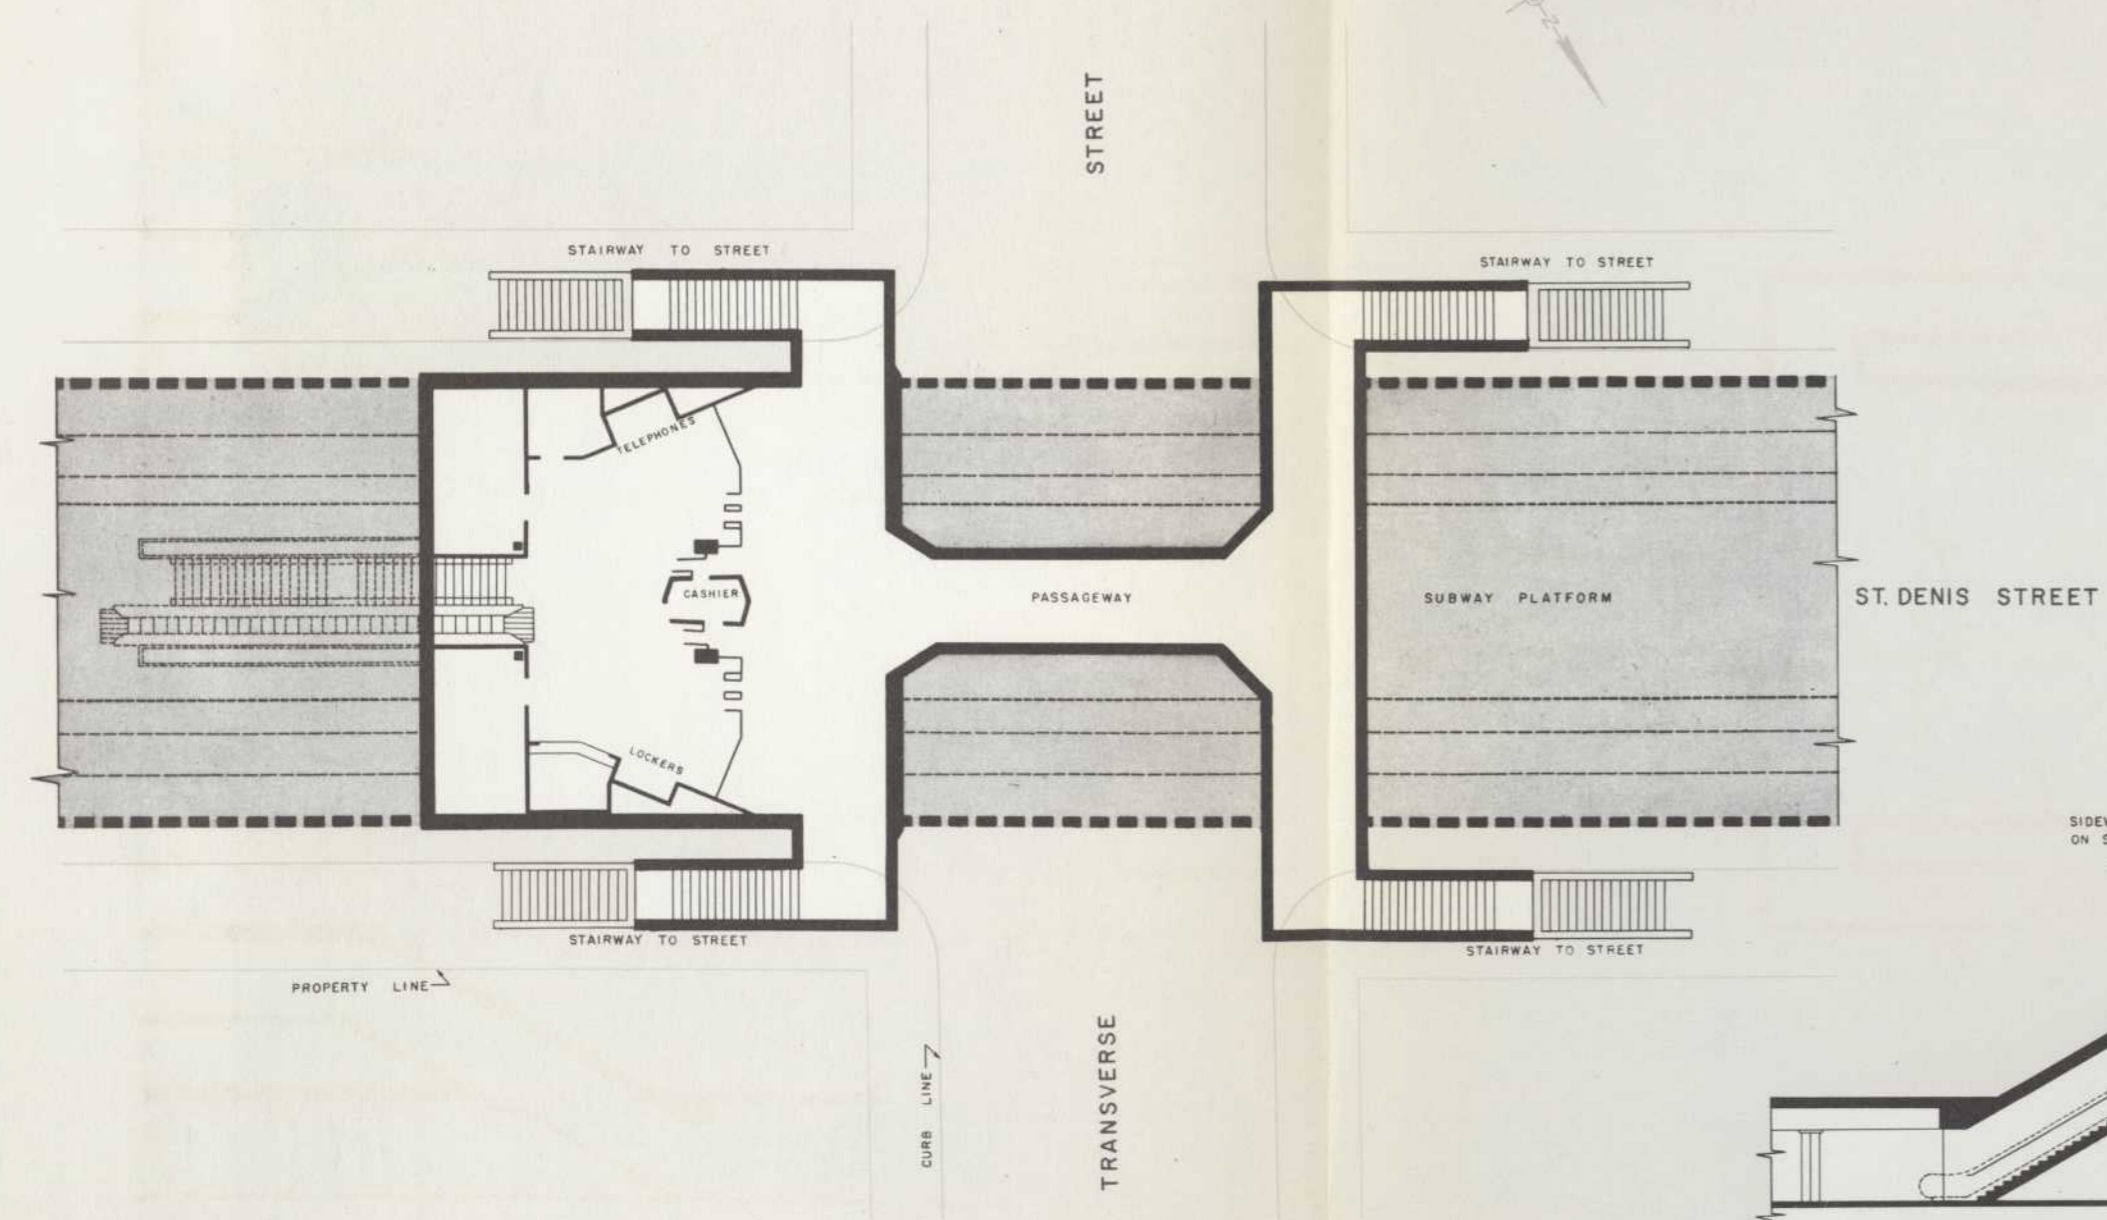 N
STREET
STAIRWAY TO STREET
STAIRWAY TO STREET
TELEPHONES
CASHIER
PASSAGEWAY
SUBWAY PLATFORM
ST. DENIS STREET
LOCKERS
ON S
STAIRWAY TO STREET
STAIRWAY TO STREET
PROPERTY LINE
CURB LINE
TRANSVERSE